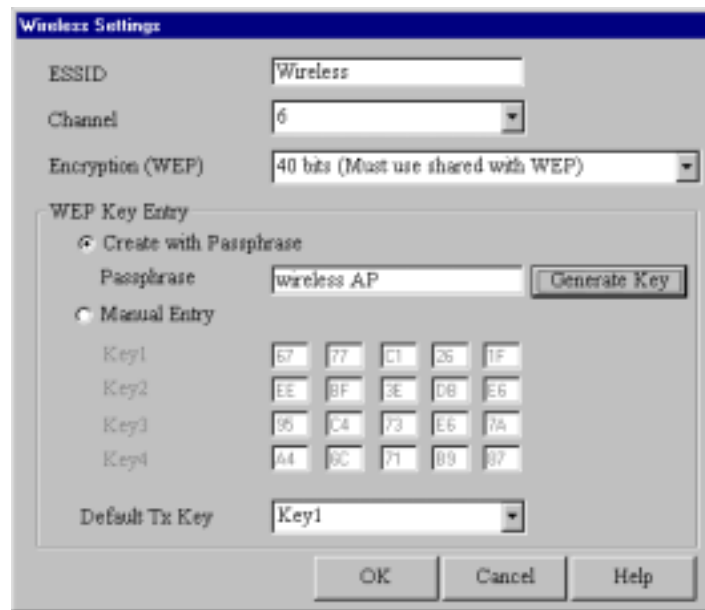 Wireless Settings
ESSID Wireless
Channel 6
Encryption (WEP) 40 bits (Must use shared with WEP)
WEP Key Entry
Create with Passphrase
Passphrase wireless AP Generate Key
Manual Entry
Key1 67 77 C1 26 1F
Key2 EE BF 3E DB E6
Key3 95 C4 73 E6 7A
Key4 A4 6C 71 B9 87
Default Tx Key Key1
OK Cancel Help